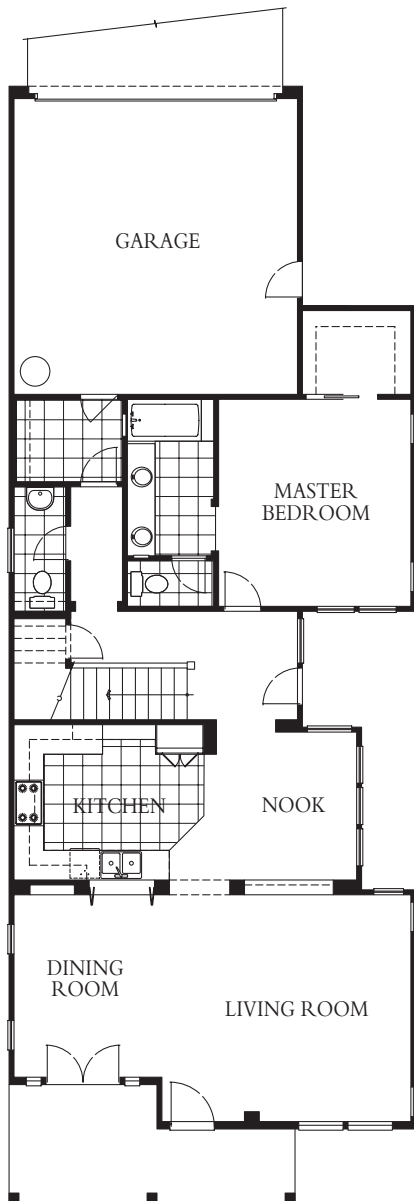 GARAGE
MASTER
BEDROOM
KITCHEN
NOOK
DINING
ROOM
LIVING ROOM